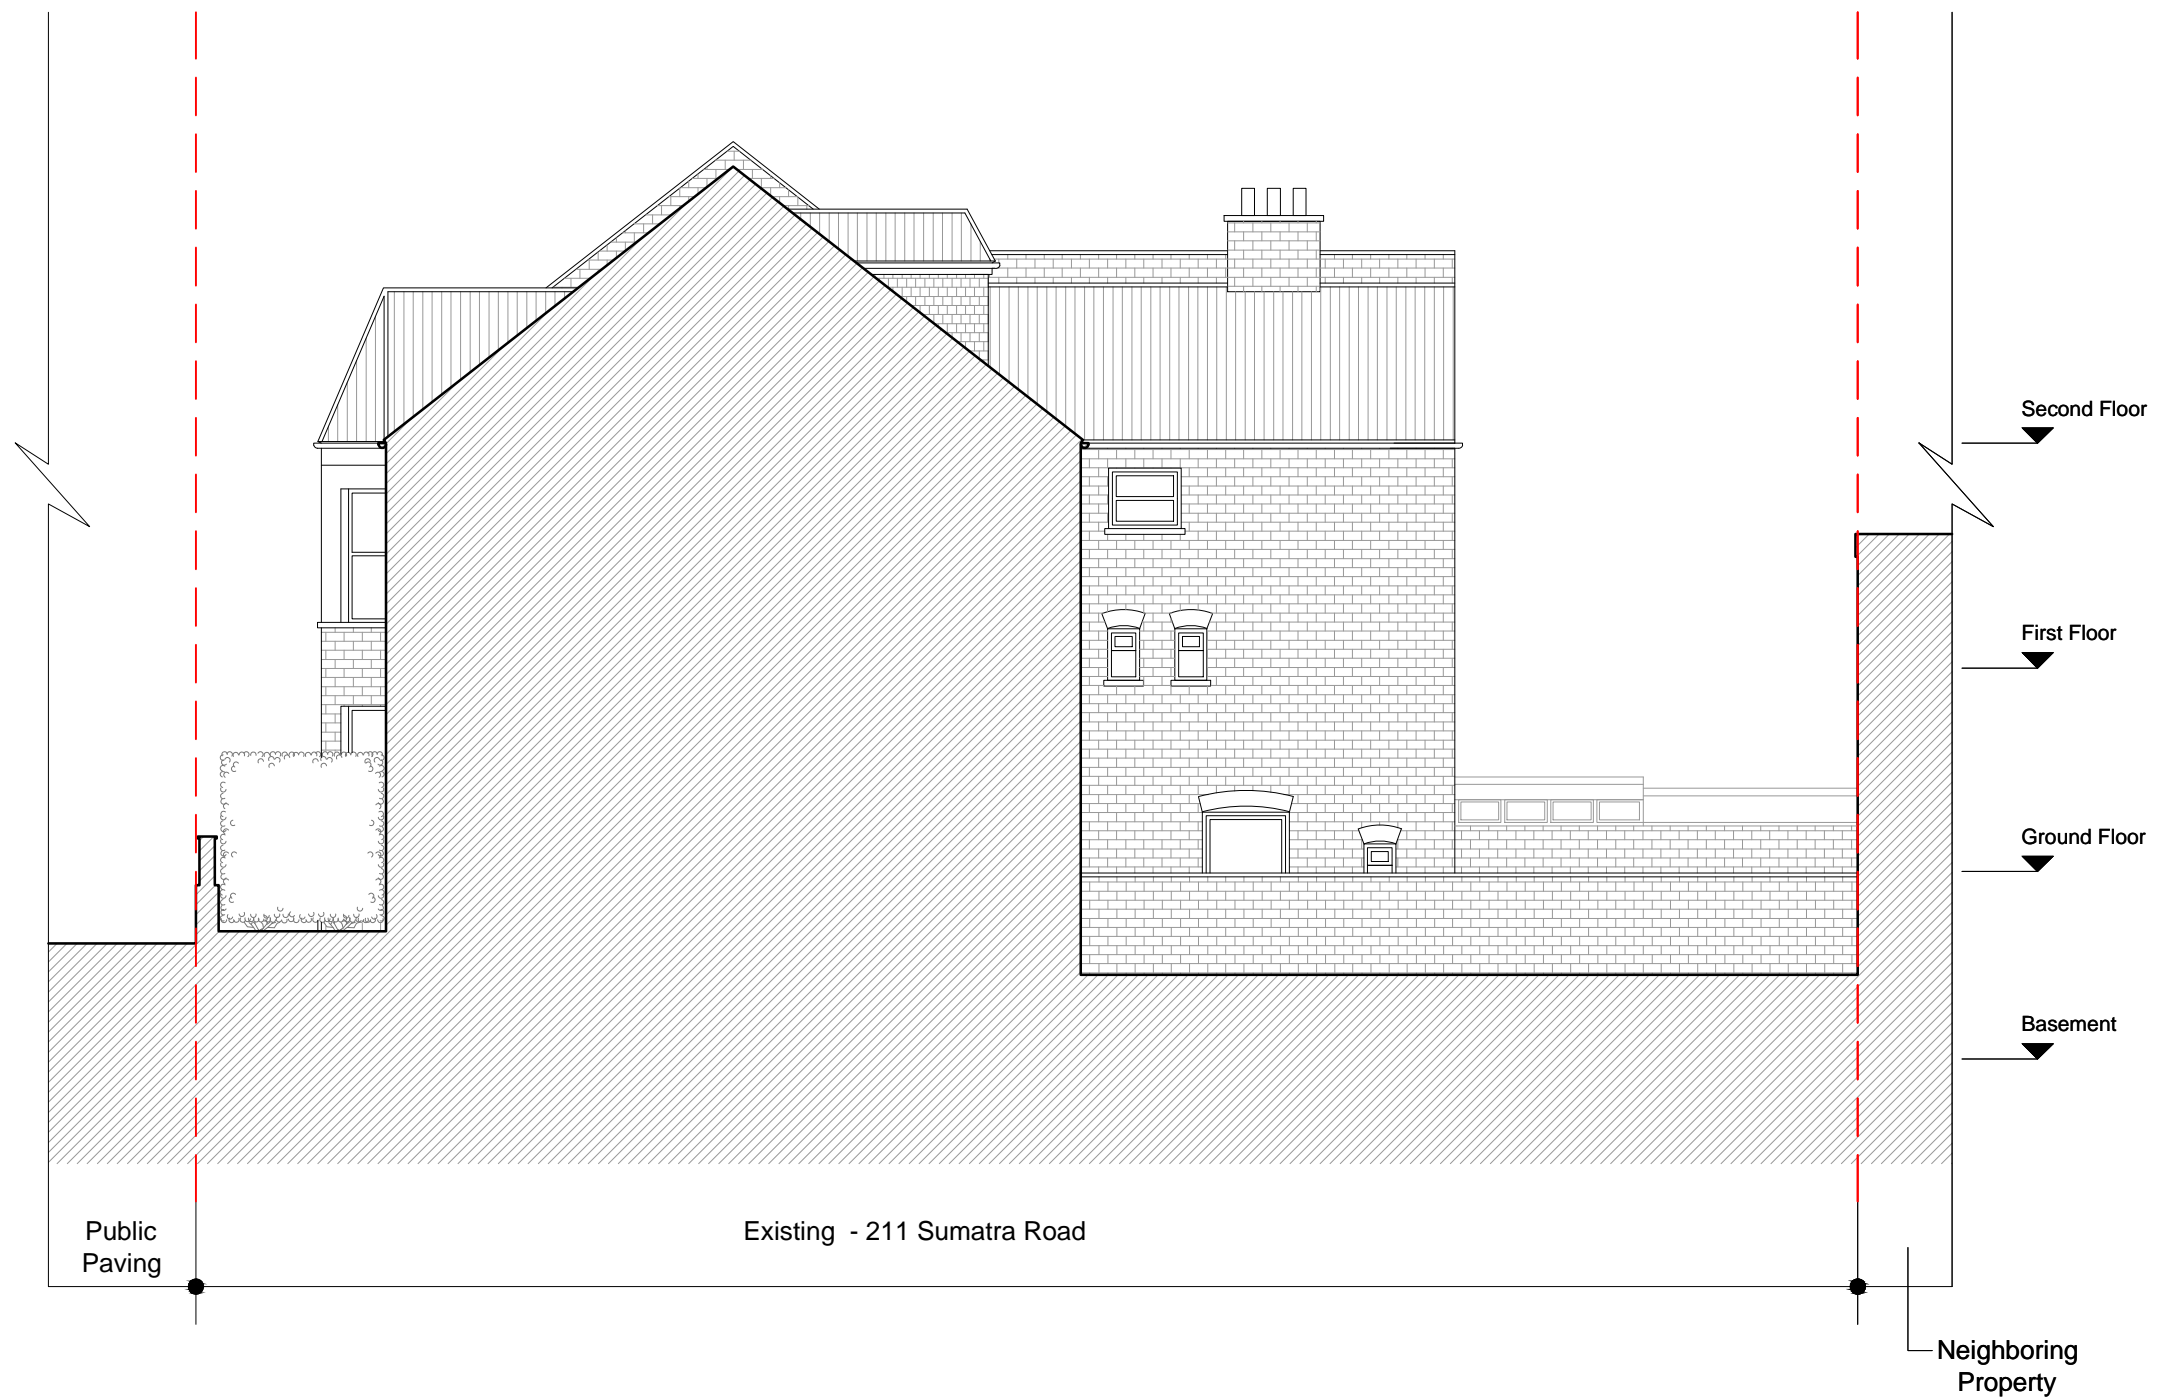 Second Floor
First Floor
Ground Floor
Basement
Public
Paving
Existing - 211 Sumatra Road
Neighboring
Property